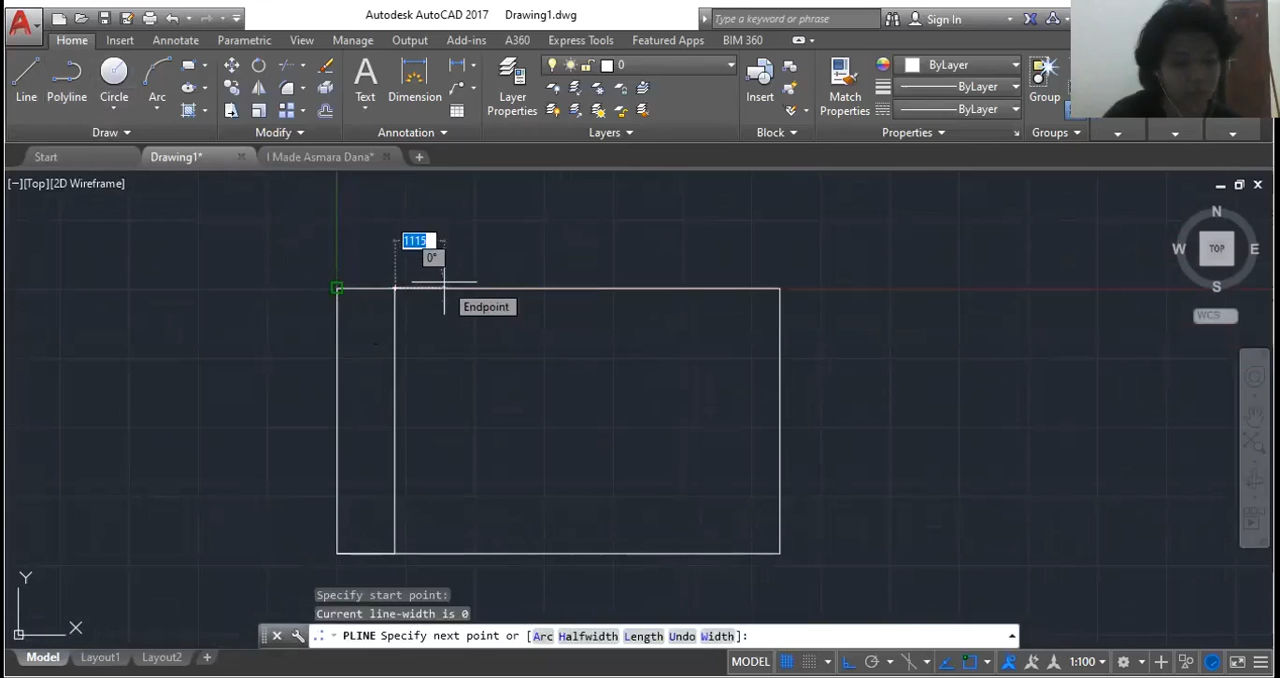 Autodesk AutoCAD 2017 Drawing1.dwg
Type a keyword or phrase
Sign In
Home Insert Annotate Parametric View Manage Output Add-ins A360 Express Tools Featured Apps BIM 360
0
ByLayer
ByLayer
ByLayer
Line Polyline Circle Arc
Text Dimension
Layer
Properties
Insert
Match
Properties
Group
Draw Modify Annotation Layers Block Properties Groups
Start Drawing1* I Made Asmara Dana*
[−][Top][2D Wireframe]
N
W TOP E
S
WCS
1115
0°
Endpoint
Y
X
Specify start point:
Current line-width is 0
PLINE Specify next point or [Arc Halfwidth Length Undo Width]:
Model Layout1 Layout2 +
MODEL 1:100